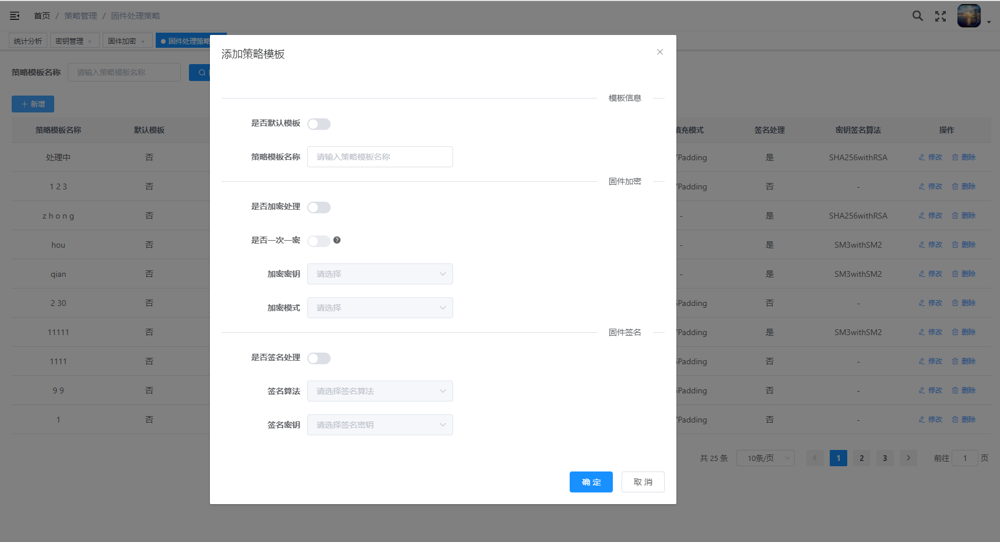 首页 / 策略管理 / 固件处理策略
统计分析 密钥管理 × 固件加密 × 固件处理策略
策略模板名称 请输入策略模板名称
新增
策略模板名称 默认模板 填充模式 签名处理 密钥签名算法 操作
处理中 否 Padding 是 SHA256withRSA 修改 删除
1 2 3 否 Padding 否 - 修改 删除
z h o n g 否 - 是 SHA256withRSA 修改 删除
hou 否 - 是 SM3withSM2 修改 删除
qian 否 - 是 SM3withSM2 修改 删除
2 30 否 Padding 否 - 修改 删除
11111 否 Padding 是 SM3withSM2 修改 删除
1111 否 Padding 否 - 修改 删除
9 9 否 Padding 否 - 修改 删除
1 否 Padding 否 - 修改 删除
共 25 条 10条/页 1 2 3 前往 1 页
添加策略模板
模板信息
是否默认模板
策略模板名称 请输入策略模板名称
固件加密
是否加密处理
是否一次一密 ?
加密密钥 请选择
加密模式 请选择
固件签名
是否签名处理
签名算法 请选择签名算法
签名密钥 请选择签名密钥
确 定 取 消